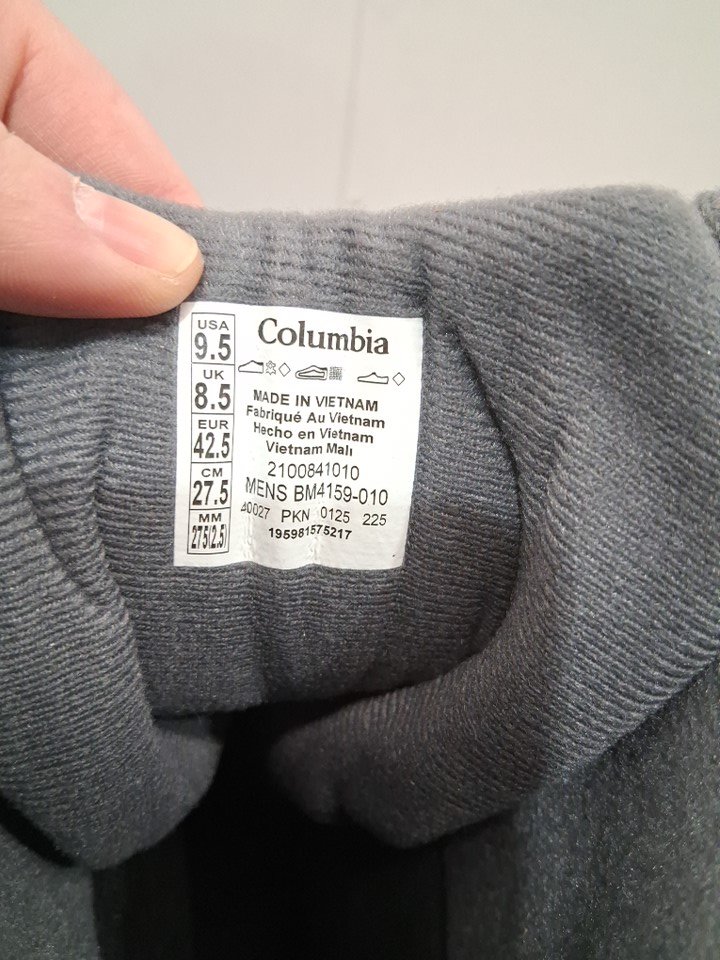 USA
9.5
UK
8.5
EUR
42.5
CM
27.5
MM
275(2.5)
Columbia
MADE IN VIETNAM
Fabriqué Au Vietnam
Hecho en Vietnam
Vietnam Malı
2100841010
MENS BM4159-010
40027 PKN 0125 225
195981575217